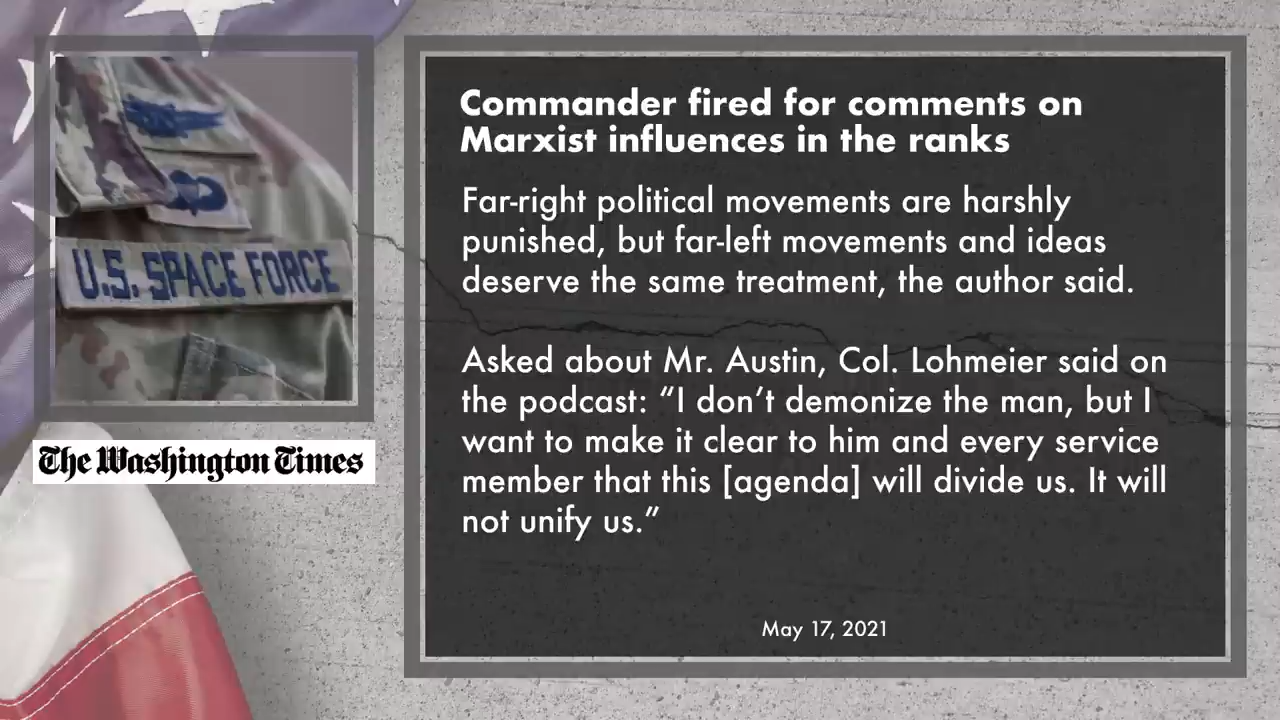 U.S. SPACE FORCE
The Washington Times
Commander fired for comments on
Marxist influences in the ranks
Far-right political movements are harshly
punished, but far-left movements and ideas
deserve the same treatment, the author said.
Asked about Mr. Austin, Col. Lohmeier said on
the podcast: “I don’t demonize the man, but I
want to make it clear to him and every service
member that this [agenda] will divide us. It will
not unify us.”
May 17, 2021